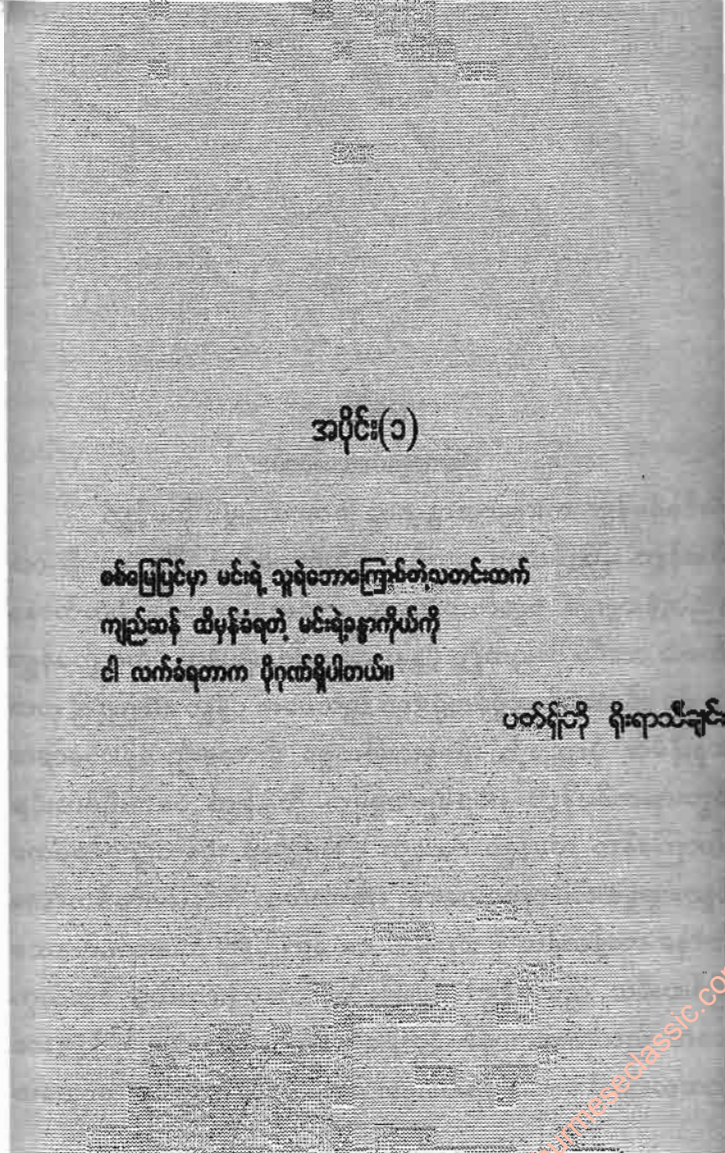 အပိုင်း(၁)
စစ်မြေပြင်မှာ မင်းရဲ့ သူရဲဘောကြောင်တဲ့သတင်းထက်
ကျည်ဆန် ထိမှန်ခံရတဲ့ မင်းရဲ့ခန္ဓာကိုယ်ကို
ငါ လက်ခံရတာက ပိုဂုဏ်ရှိပါတယ်။
ပတ်ရှ်တို ရိုးရာသီချင်း